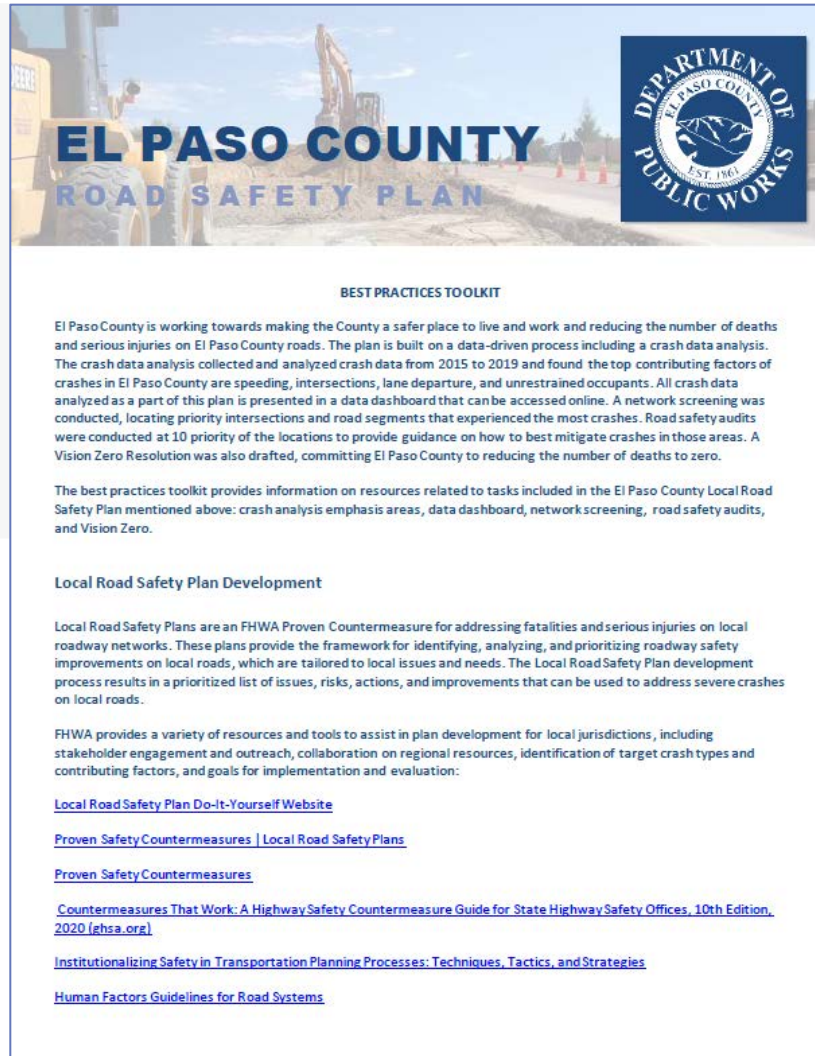 EL PASO COUNTY
ROAD SAFETY PLAN
DEPARTMENT OF
EL PASO COUNTY
EST. 1861
PUBLIC WORKS
BEST PRACTICES TOOLKIT
El Paso County is working towards making the County a safer place to live and work and reducing the number of deaths
and serious injuries on El Paso County roads. The plan is built on a data-driven process including a crash data analysis.
The crash data analysis collected and analyzed crash data from 2015 to 2019 and found the top contributing factors of
crashes in El Paso County are speeding, intersections, lane departure, and unrestrained occupants. All crash data
analyzed as a part of this plan is presented in a data dashboard that can be accessed online. A network screening was
conducted, locating priority intersections and road segments that experienced the most crashes. Road safety audits
were conducted at 10 priority of the locations to provide guidance on how to best mitigate crashes in those areas. A
Vision Zero Resolution was also drafted, committing El Paso County to reducing the number of deaths to zero.
The best practices toolkit provides information on resources related to tasks included in the El Paso County Local Road
Safety Plan mentioned above: crash analysis emphasis areas, data dashboard, network screening, road safety audits,
and Vision Zero.
Local Road Safety Plan Development
Local Road Safety Plans are an FHWA Proven Countermeasure for addressing fatalities and serious injuries on local
roadway networks. These plans provide the framework for identifying, analyzing, and prioritizing roadway safety
improvements on local roads, which are tailored to local issues and needs. The Local Road Safety Plan development
process results in a prioritized list of issues, risks, actions, and improvements that can be used to address severe crashes
on local roads.
FHWA provides a variety of resources and tools to assist in plan development for local jurisdictions, including
stakeholder engagement and outreach, collaboration on regional resources, identification of target crash types and
contributing factors, and goals for implementation and evaluation:
Local Road Safety Plan Do-It-Yourself Website
Proven Safety Countermeasures | Local Road Safety Plans
Proven Safety Countermeasures
Countermeasures That Work: A Highway Safety Countermeasure Guide for State Highway Safety Offices, 10th Edition,
2020 (ghsa.org)
Institutionalizing Safety in Transportation Planning Processes: Techniques, Tactics, and Strategies
Human Factors Guidelines for Road Systems